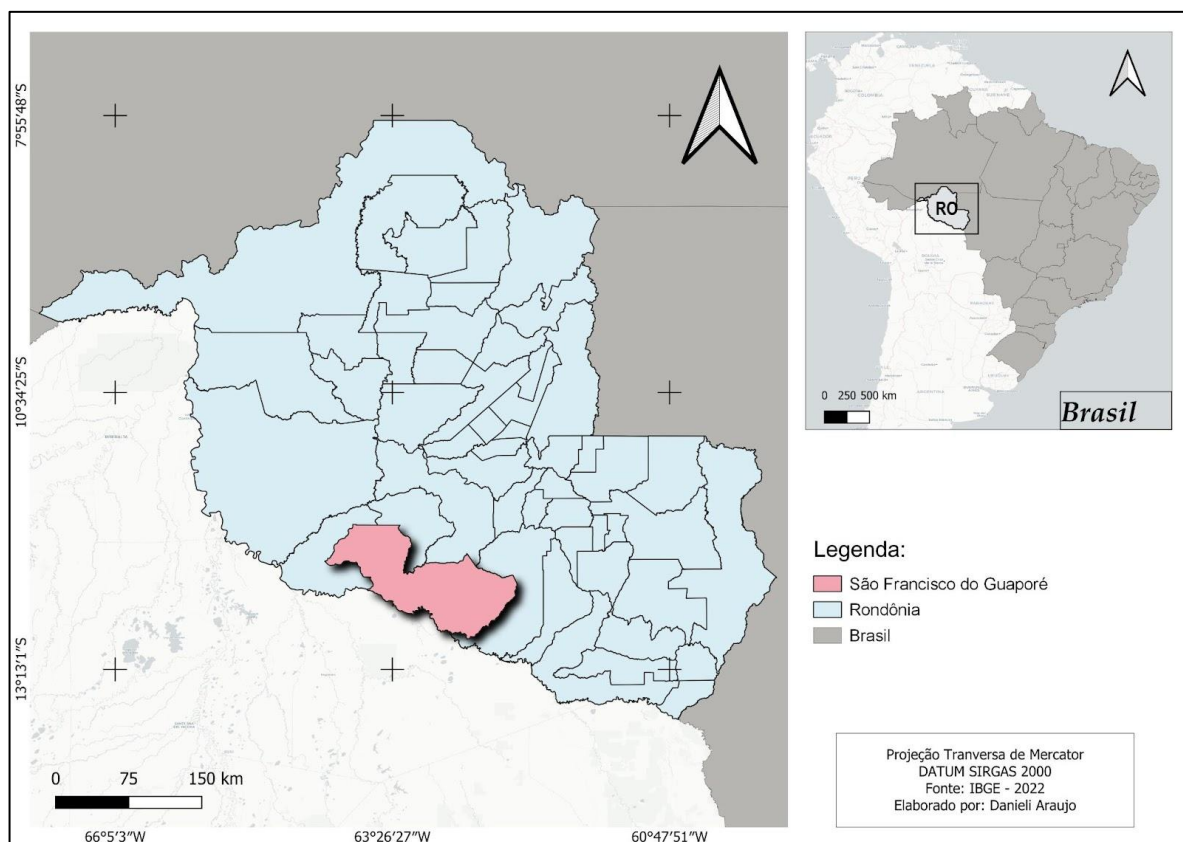 7°55′48″S
10°34′25″S
13°13′1″S
66°5′3″W
63°26′27″W
60°47′51″W
0 75 150 km
RO
0 250 500 km
Brasil
Legenda:
São Francisco do Guaporé
Rondônia
Brasil
Projeção Tranversa de Mercator
DATUM SIRGAS 2000
Fonte: IBGE - 2022
Elaborado por: Danieli Araujo